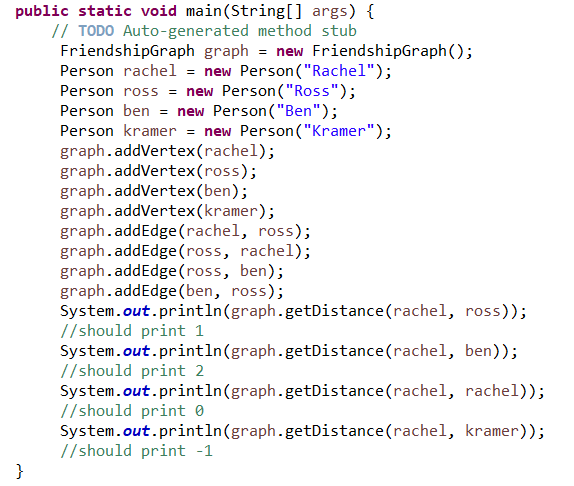 public static void main(String[] args) {
// TODO Auto-generated method stub
FriendshipGraph graph = new FriendshipGraph();
Person rachel = new Person("Rachel");
Person ross = new Person("Ross");
Person ben = new Person("Ben");
Person kramer = new Person("Kramer");
graph.addVertex(rachel);
graph.addVertex(ross);
graph.addVertex(ben);
graph.addVertex(kramer);
graph.addEdge(rachel, ross);
graph.addEdge(ross, rachel);
graph.addEdge(ross, ben);
graph.addEdge(ben, ross);
System.out.println(graph.getDistance(rachel, ross));
//should print 1
System.out.println(graph.getDistance(rachel, ben));
//should print 2
System.out.println(graph.getDistance(rachel, rachel));
//should print 0
System.out.println(graph.getDistance(rachel, kramer));
//should print -1
}